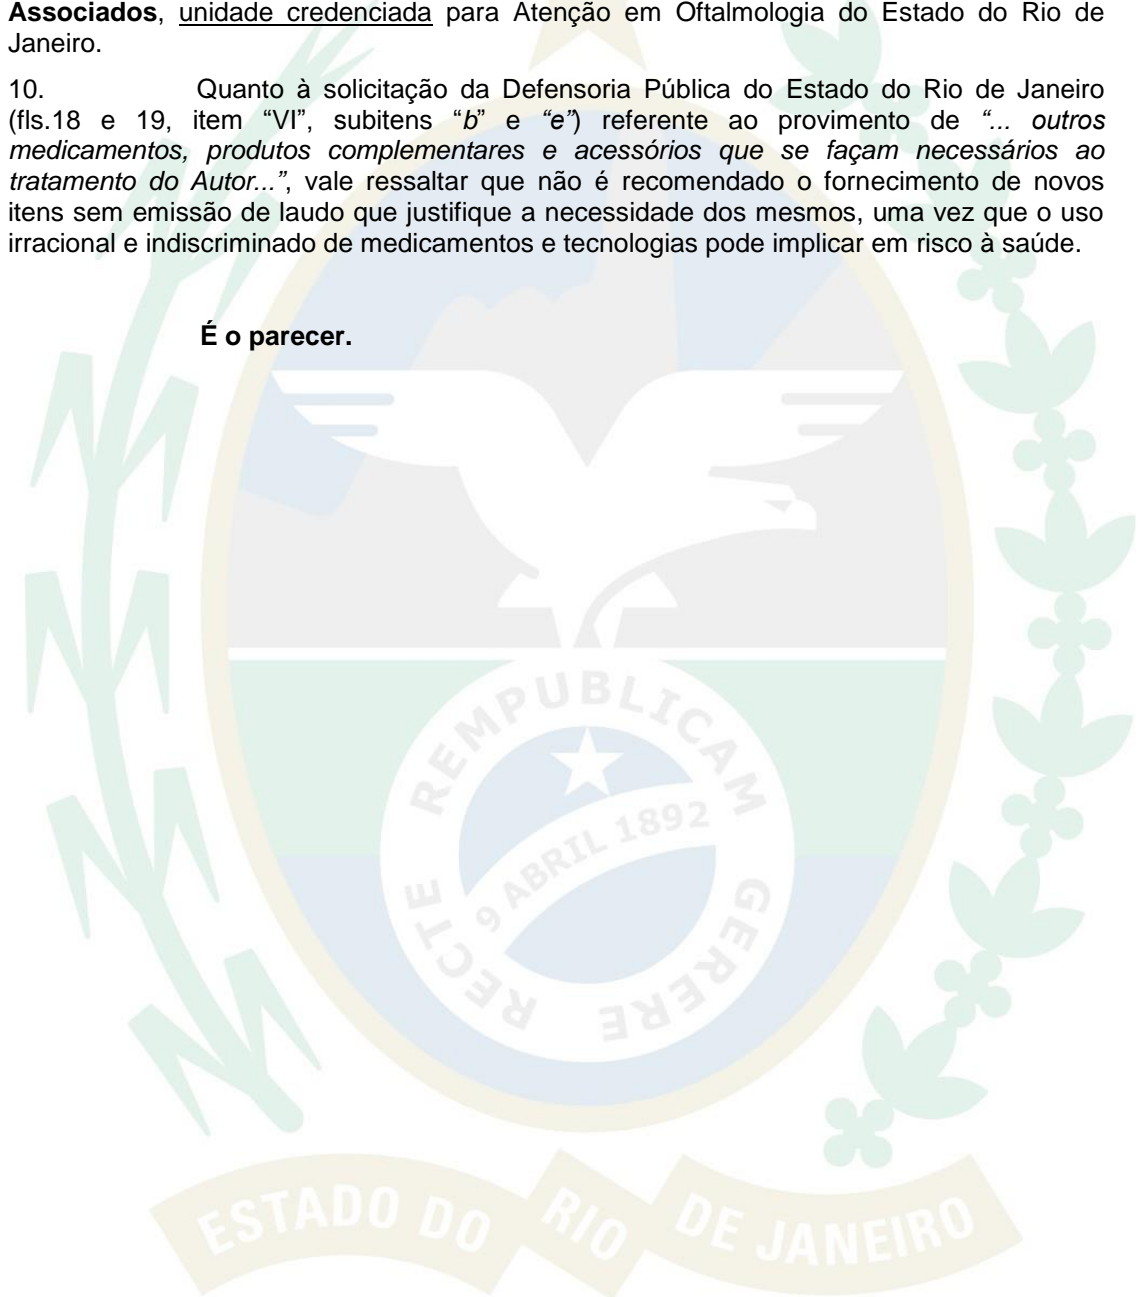 Associados, unidade credenciada para Atenção em Oftalmologia do Estado do Rio de
Janeiro.
10. Quanto à solicitação da Defensoria Pública do Estado do Rio de Janeiro
(fls.18 e 19, item “VI”, subitens “b” e “e”) referente ao provimento de “... outros
medicamentos, produtos complementares e acessórios que se façam necessários ao
tratamento do Autor...”, vale ressaltar que não é recomendado o fornecimento de novos
itens sem emissão de laudo que justifique a necessidade dos mesmos, uma vez que o uso
irracional e indiscriminado de medicamentos e tecnologias pode implicar em risco à saúde.
É o parecer.
RECTE REMPUBLICAM GERERE
9 ABRIL 1892
ESTADO DO RIO DE JANEIRO